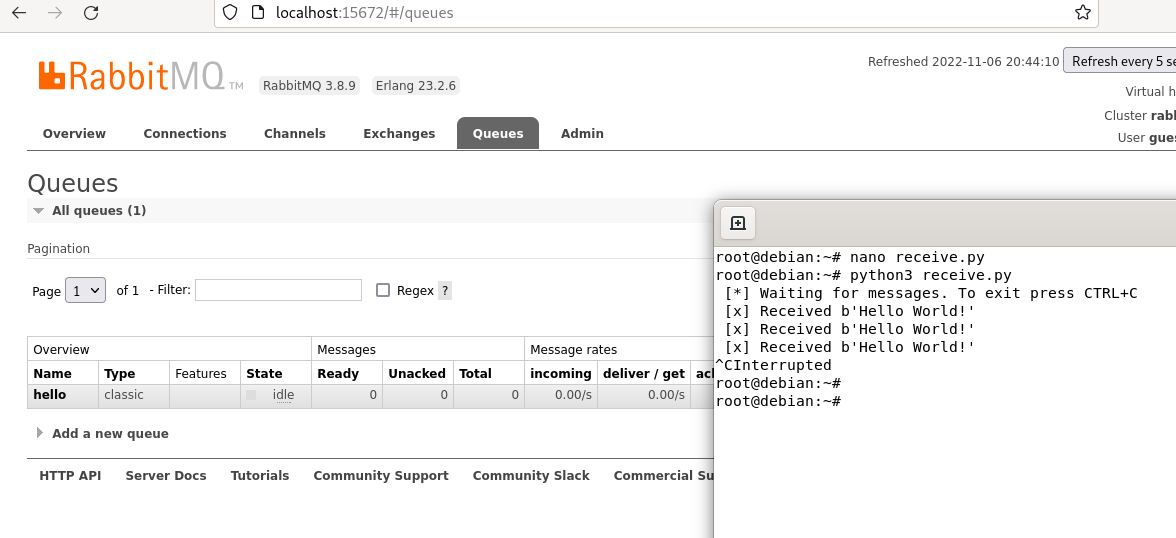 localhost:15672/#/queues
RabbitMQ TM RabbitMQ 3.8.9 Erlang 23.2.6
Refreshed 2022-11-06 20:44:10 Refresh every 5 se
Virtual h
Cluster rabl
User gues
Overview Connections Channels Exchanges Queues Admin
Queues
All queues (1)
Pagination
Page 1 of 1 - Filter: Regex ?
Overview Messages Message rates
Name Type Features State Ready Unacked Total incoming deliver / get ack
hello classic idle 0 0 0 0.00/s 0.00/s
Add a new queue
HTTP API Server Docs Tutorials Community Support Community Slack Commercial Su
root@debian:~# nano receive.py
root@debian:~# python3 receive.py
[*] Waiting for messages. To exit press CTRL+C
[x] Received b'Hello World!'
[x] Received b'Hello World!'
[x] Received b'Hello World!'
^CInterrupted
root@debian:~#
root@debian:~#